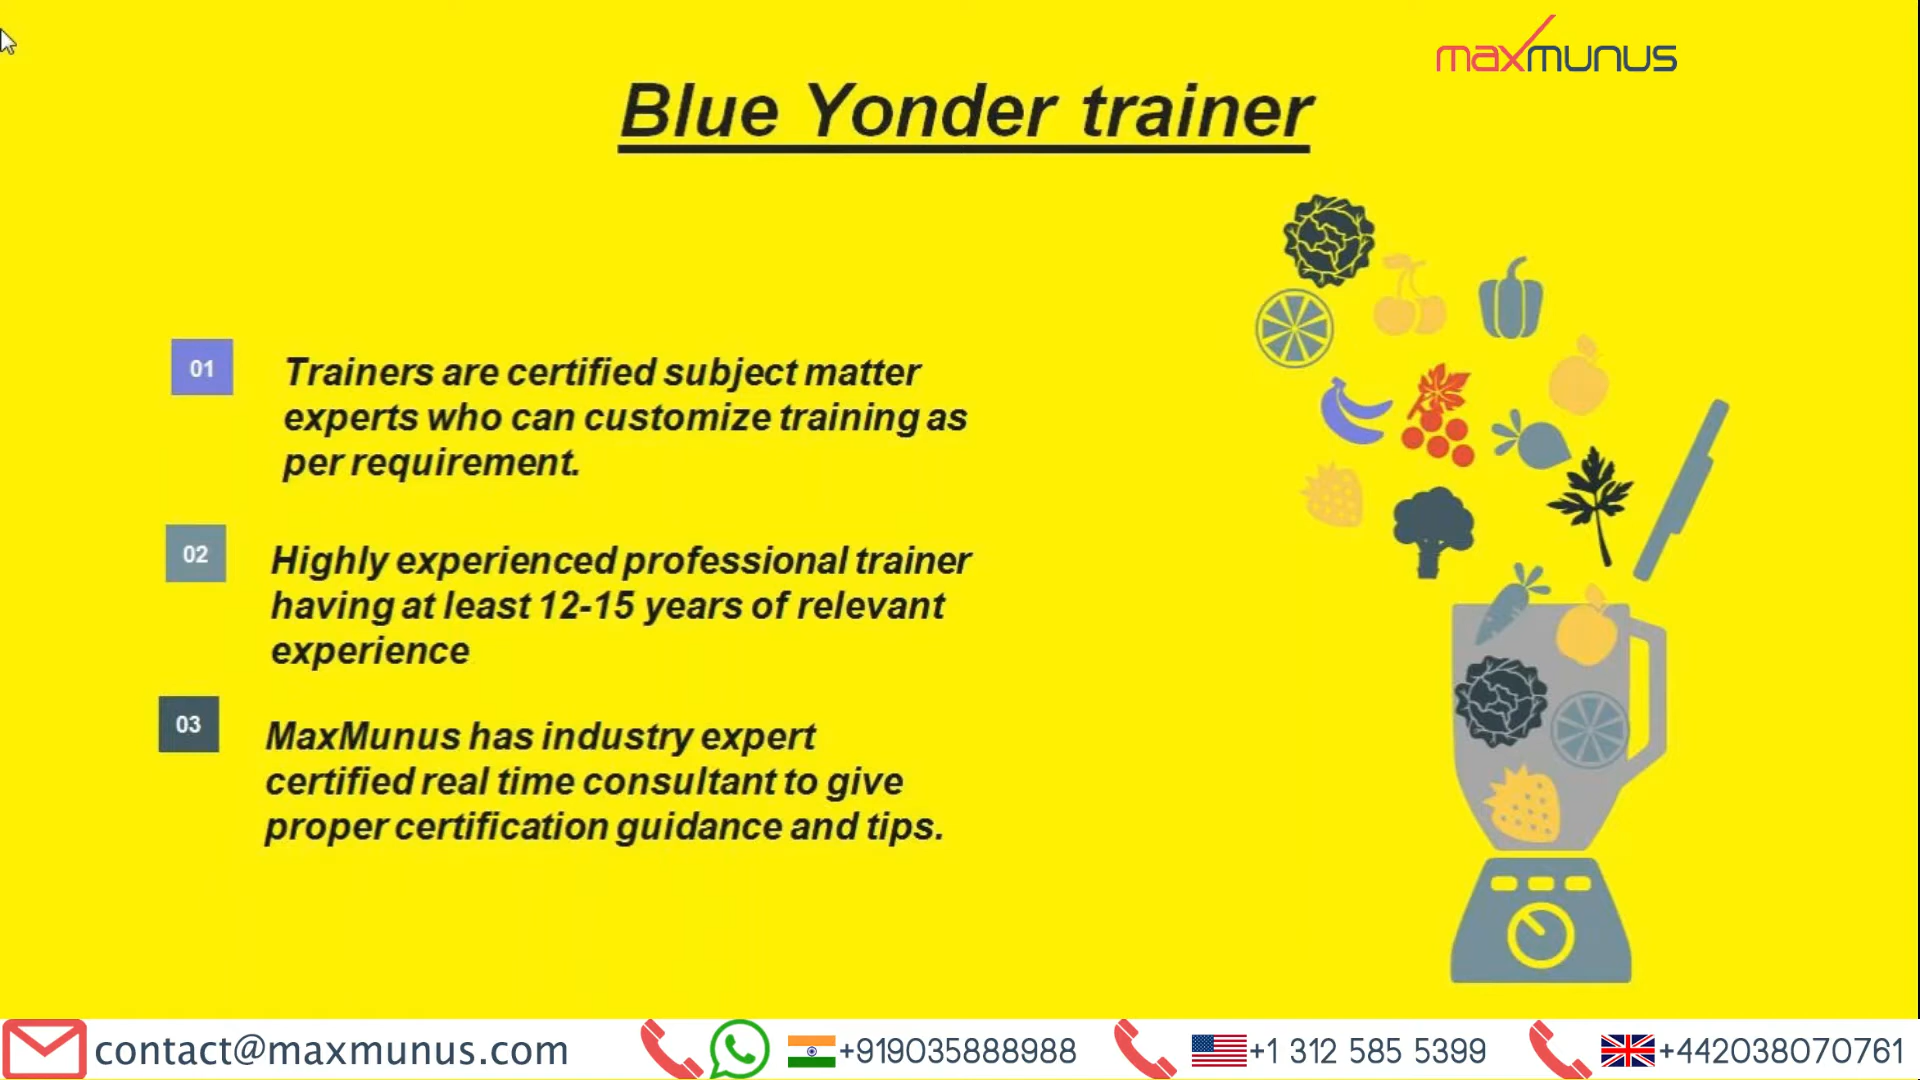 maxmunus
Blue Yonder trainer
01
Trainers are certified subject matter
experts who can customize training as
per requirement.
02
Highly experienced professional trainer
having at least 12-15 years of relevant
experience
03
MaxMunus has industry expert
certified real time consultant to give
proper certification guidance and tips.
contact@maxmunus.com +919035888988 +1 312 585 5399 +442038070761